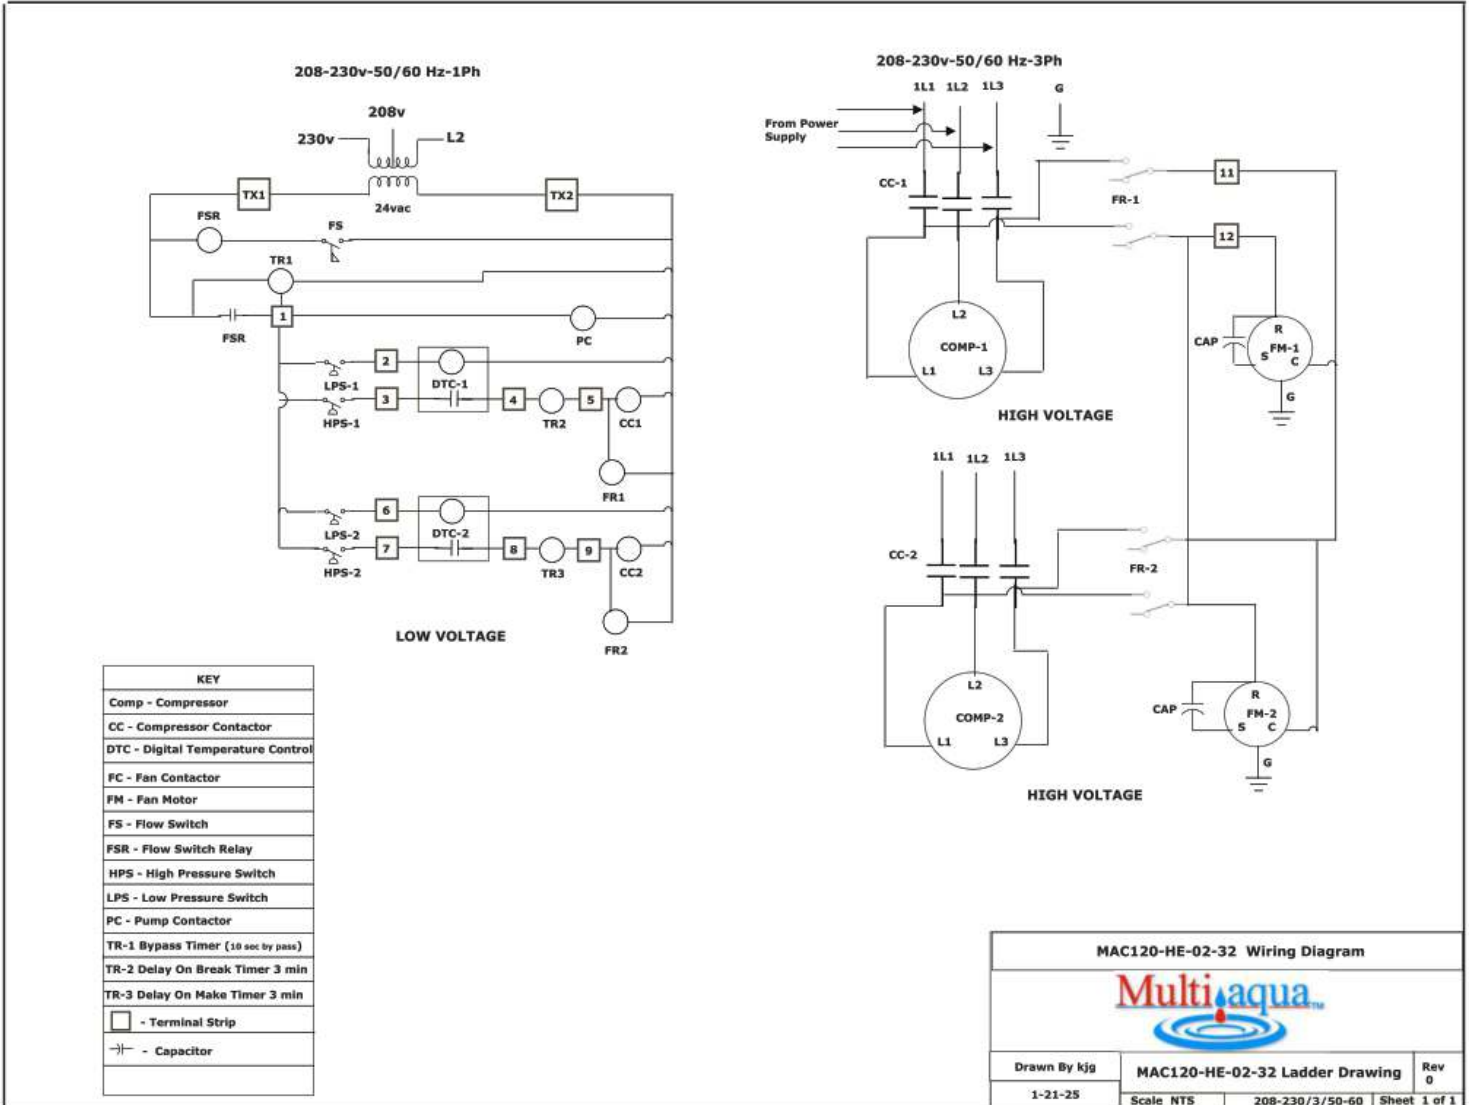 208-230v-50/60 Hz-1Ph
208v
230v
L2
TX1
TX2
24vac
FSR
FS
TR1
1
FSR
PC
2
LPS-1
DTC-1
3
4
5
HPS-1
TR2
CC1
FR1
6
LPS-2
DTC-2
7
8
9
HPS-2
TR3
CC2
FR2
LOW VOLTAGE
208-230v-50/60 Hz-3Ph
1L1 1L2 1L3
G
From Power
Supply
CC-1
FR-1
11
12
L2
COMP-1
L1
L3
CAP
R
FM-1
S
C
G
HIGH VOLTAGE
1L1 1L2 1L3
CC-2
FR-2
L2
COMP-2
L1
L3
CAP
R
FM-2
S
C
G
HIGH VOLTAGE
KEY
Comp - Compressor
CC - Compressor Contactor
DTC - Digital Temperature Control
FC - Fan Contactor
FM - Fan Motor
FS - Flow Switch
FSR - Flow Switch Relay
HPS - High Pressure Switch
LPS - Low Pressure Switch
PC - Pump Contactor
TR-1 Bypass Timer (10 sec by pass)
TR-2 Delay On Break Timer 3 min
TR-3 Delay On Make Timer 3 min
- Terminal Strip
- Capacitor
MAC120-HE-02-32 Wiring Diagram
Multiaqua™
Drawn By kjg
1-21-25
MAC120-HE-02-32 Ladder Drawing
Rev
0
Scale NTS
208-230/3/50-60
Sheet 1 of 1